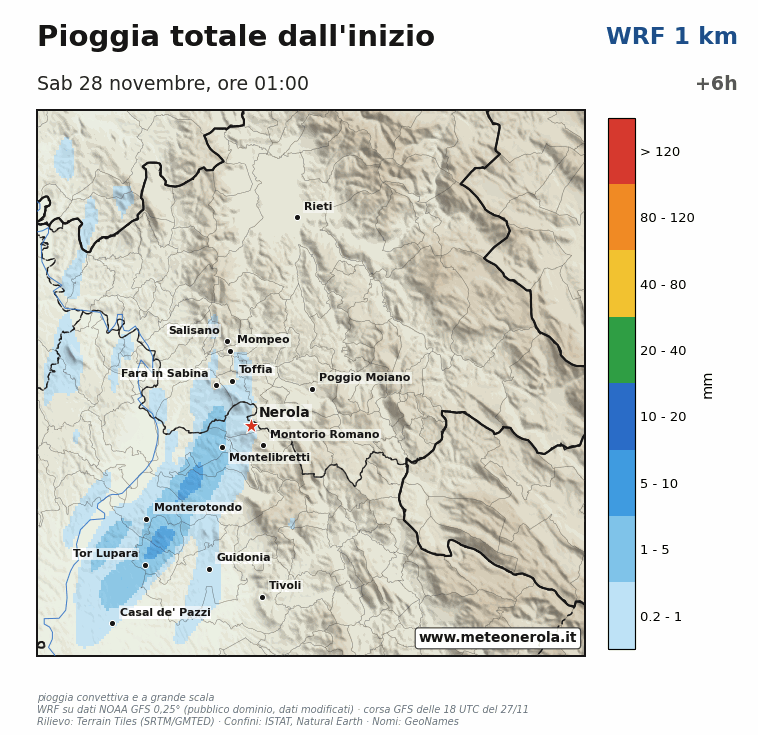 Pioggia totale dall'inizio
WRF 1 km
Sab 28 novembre, ore 01:00
+6h
Rieti
Salisano
Mompeo
Fara in Sabina
Toffia
Poggio Moiano
Nerola
Montorio Romano
Montelibretti
Monterotondo
Tor Lupara
Guidonia
Tivoli
Casal de' Pazzi
www.meteonerola.it
> 120
80 - 120
40 - 80
20 - 40
10 - 20
5 - 10
1 - 5
0.2 - 1
mm
pioggia convettiva e a grande scala
WRF su dati NOAA GFS 0,25° (pubblico dominio, dati modificati) · corsa GFS delle 18 UTC del 27/11
Rilievo: Terrain Tiles (SRTM/GMTED) · Confini: ISTAT, Natural Earth · Nomi: GeoNames